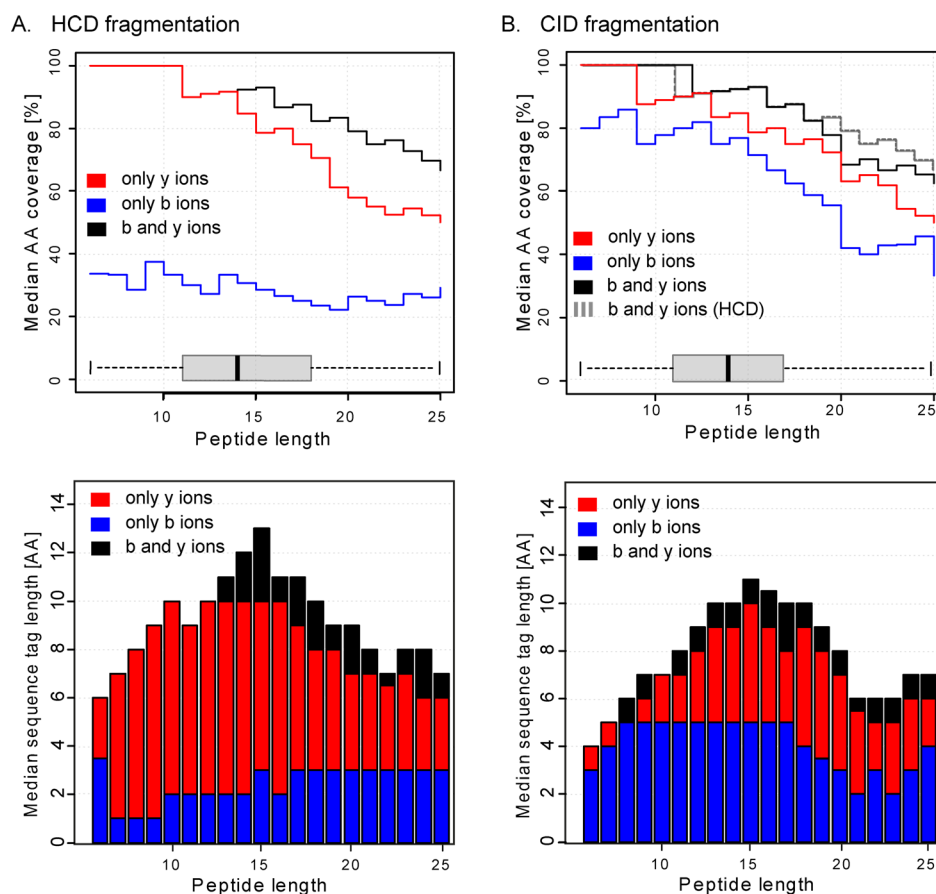 A. HCD fragmentation
Median AA coverage [%]
100
80
60
40
20
0
only y ions
only b ions
b and y ions
10 15 20 25
Peptide length
B. CID fragmentation
Median AA coverage [%]
100
80
60
40
20
0
only y ions
only b ions
b and y ions
b and y ions (HCD)
10 15 20 25
Peptide length
Median sequence tag length [AA]
14
12
10
8
6
4
2
0
only y ions
only b ions
b and y ions
10 15 20 25
Peptide length
Median sequence tag length [AA]
14
12
10
8
6
4
2
0
only y ions
only b ions
b and y ions
10 15 20 25
Peptide length